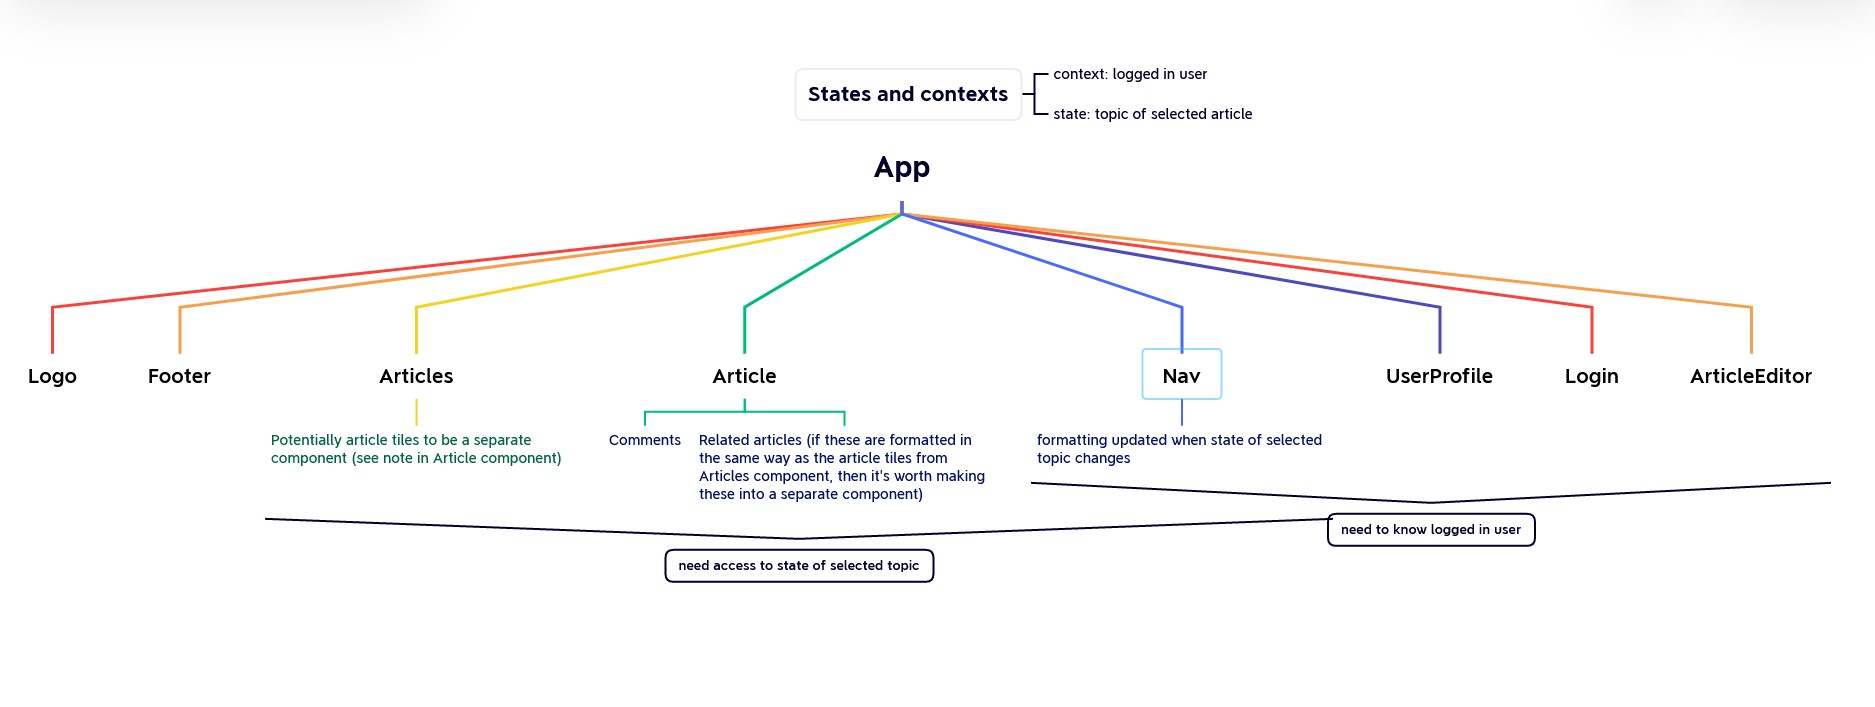 States and contexts
context: logged in user
state: topic of selected article
App
Logo
Footer
Articles
Article
Nav
UserProfile
Login
ArticleEditor
Potentially article tiles to be a separate
component (see note in Article component)
Comments
Related articles (if these are formatted in
the same way as the article tiles from
Articles component, then it's worth making
these into a separate component)
formatting updated when state of selected
topic changes
need to know logged in user
need access to state of selected topic